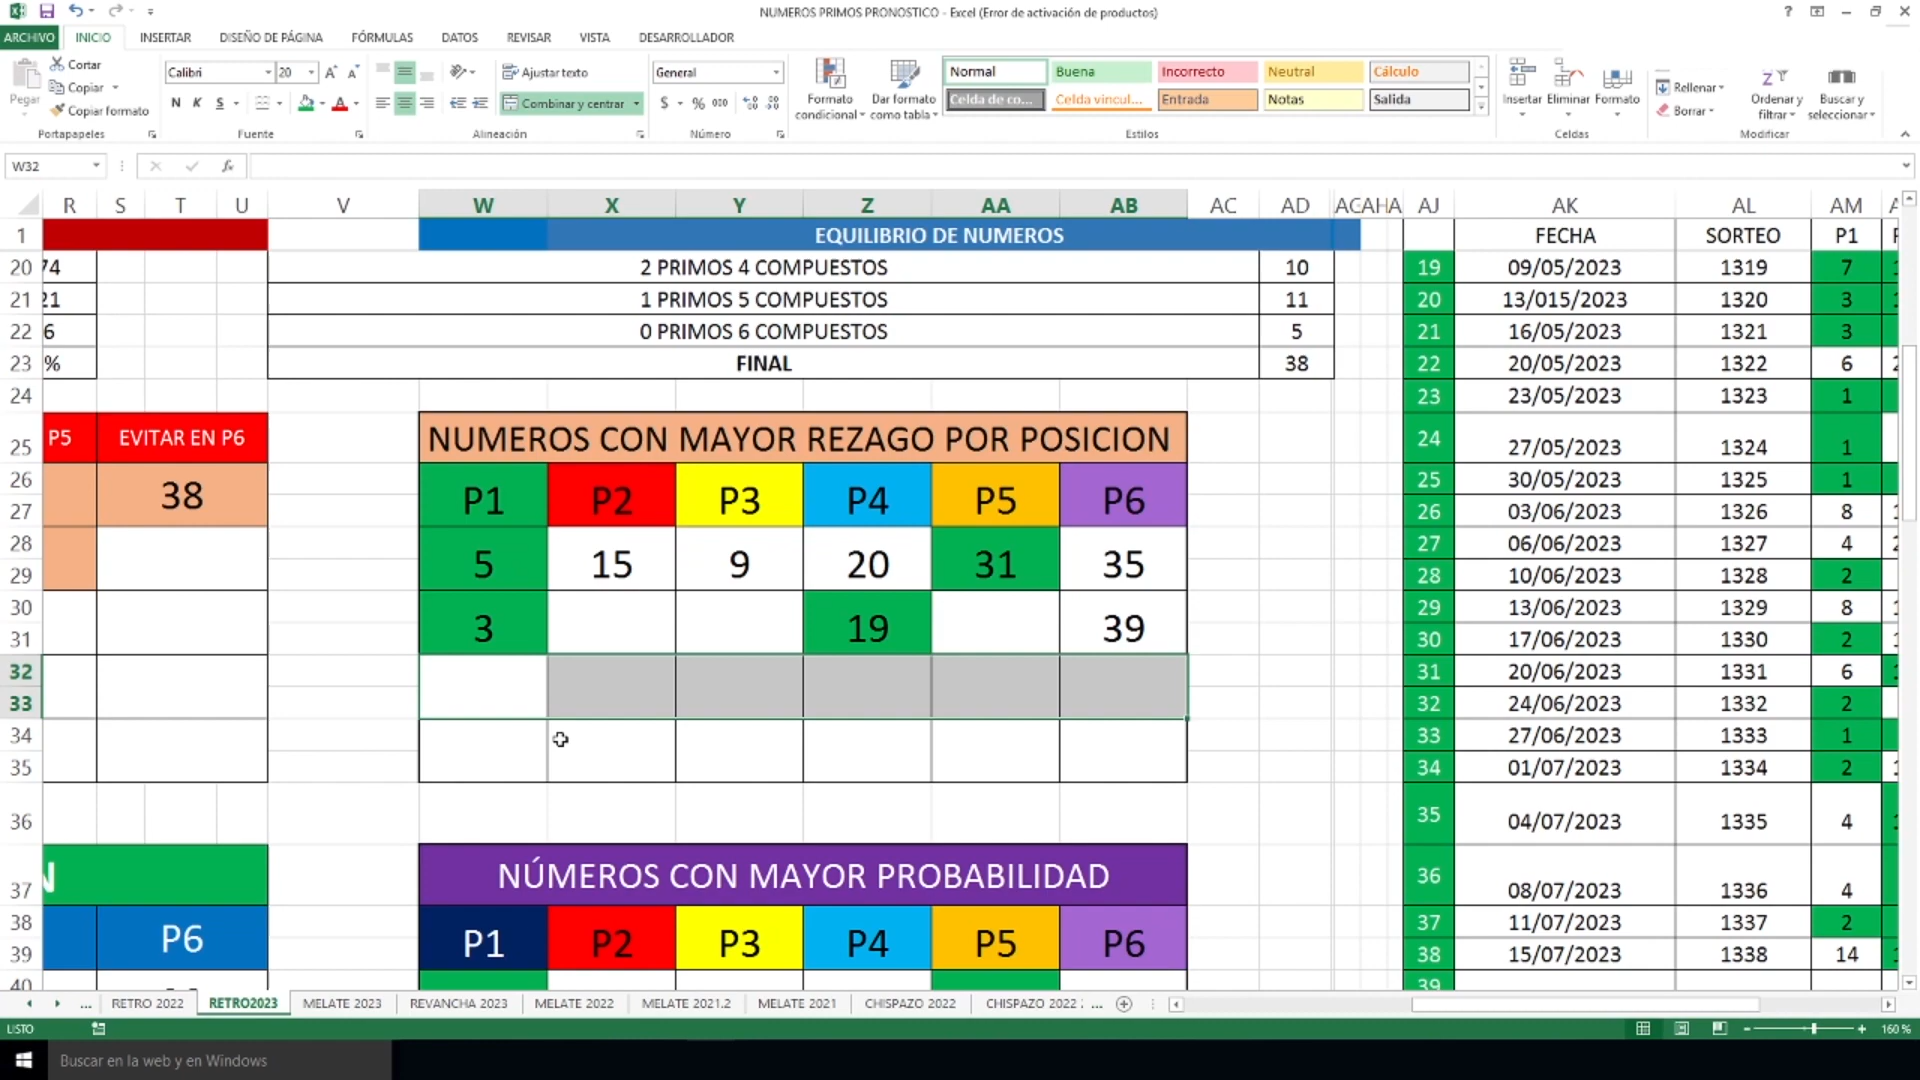 NUMEROS PRIMOS PRONOSTICO - Excel (Error de activación de productos)
ARCHIVO INICIO INSERTAR DISEÑO DE PÁGINA FÓRMULAS DATOS REVISAR VISTA DESARROLLADOR
Pegar Cortar Copiar Copiar formato Portapapeles
Calibri 20 N K S Fuente
Ajustar texto Combinar y centrar Alineación
General $ % 000 Número
Formato condicional Dar formato como tabla
Normal Buena Incorrecto Neutral Cálculo
Celda de co... Celda vincul... Entrada Notas Salida
Estilos
Insertar Eliminar Formato Celdas
Rellenar Borrar Ordenar y filtrar Buscar y seleccionar Modificar
W32 fx
R S T U V W X Y Z AA AB AC AD AJ AK AL AM
1 EQUILIBRIO DE NUMEROS FECHA SORTEO P1
20 74 2 PRIMOS 4 COMPUESTOS 10 19 09/05/2023 1319 7
21 21 1 PRIMOS 5 COMPUESTOS 11 20 13/015/2023 1320 3
22 6 0 PRIMOS 6 COMPUESTOS 5 21 16/05/2023 1321 3
23 % FINAL 38 22 20/05/2023 1322 6
24 23 23/05/2023 1323 1
25 P5 EVITAR EN P6 NUMEROS CON MAYOR REZAGO POR POSICION 24 27/05/2023 1324 1
26 38 P1 P2 P3 P4 P5 P6 25 30/05/2023 1325 1
27 26 03/06/2023 1326 8
28 5 15 9 20 31 35 27 06/06/2023 1327 4
29 28 10/06/2023 1328 2
30 3 19 39 29 13/06/2023 1329 8
31 30 17/06/2023 1330 2
32 31 20/06/2023 1331 6
33 32 24/06/2023 1332 2
34 33 27/06/2023 1333 1
35 34 01/07/2023 1334 2
36 35 04/07/2023 1335 4
37 N NÚMEROS CON MAYOR PROBABILIDAD 36 08/07/2023 1336 4
38 P6 P1 P2 P3 P4 P5 P6 37 11/07/2023 1337 2
39 38 15/07/2023 1338 14
40 39
... RETRO 2022 RETRO2023 MELATE 2023 REVANCHA 2023 MELATE 2022 MELATE 2021.2 MELATE 2021 CHISPAZO 2022 CHISPAZO 2022 ...
LISTO 160 %
Buscar en la web y en Windows